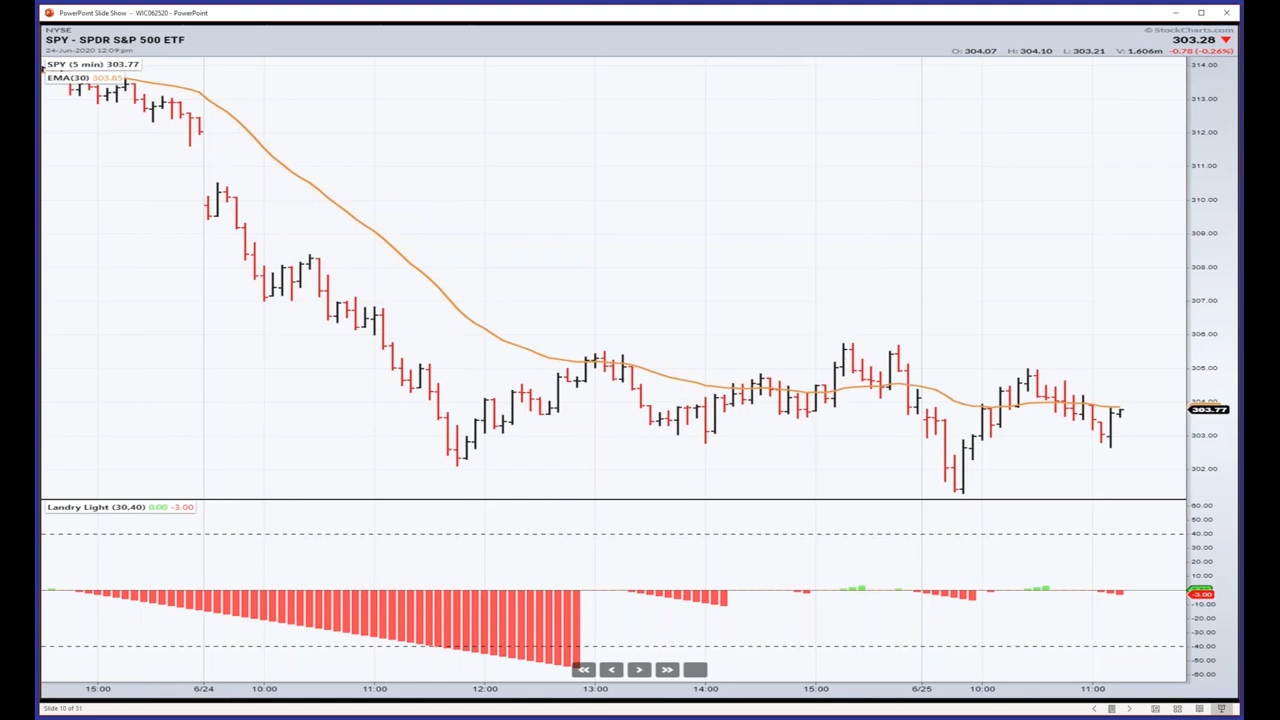 PowerPoint Slide Show - WIC062520 - PowerPoint
NYSE
© StockCharts.com
SPY - SPDR S&P 500 ETF
303.28
24-Jun-2020 12:09:pm
O: 304.07 H: 304.10 L: 303.21 V: 1.606m -0.78 (-0.26%)
SPY (5 min) 303.77
EMA(30) 303.85
314.00
313.00
312.00
311.00
310.00
309.00
308.00
307.00
306.00
305.00
304.00
303.77
303.00
302.00
Landry Light (30,40) 0.00 -3.00
60.00
50.00
40.00
30.00
20.00
10.00
-3.00
-10.00
-20.00
-30.00
-40.00
-50.00
-60.00
15:00 6/24 10:00 11:00 12:00 13:00 14:00 15:00 6/25 10:00 11:00
Slide 10 of 31